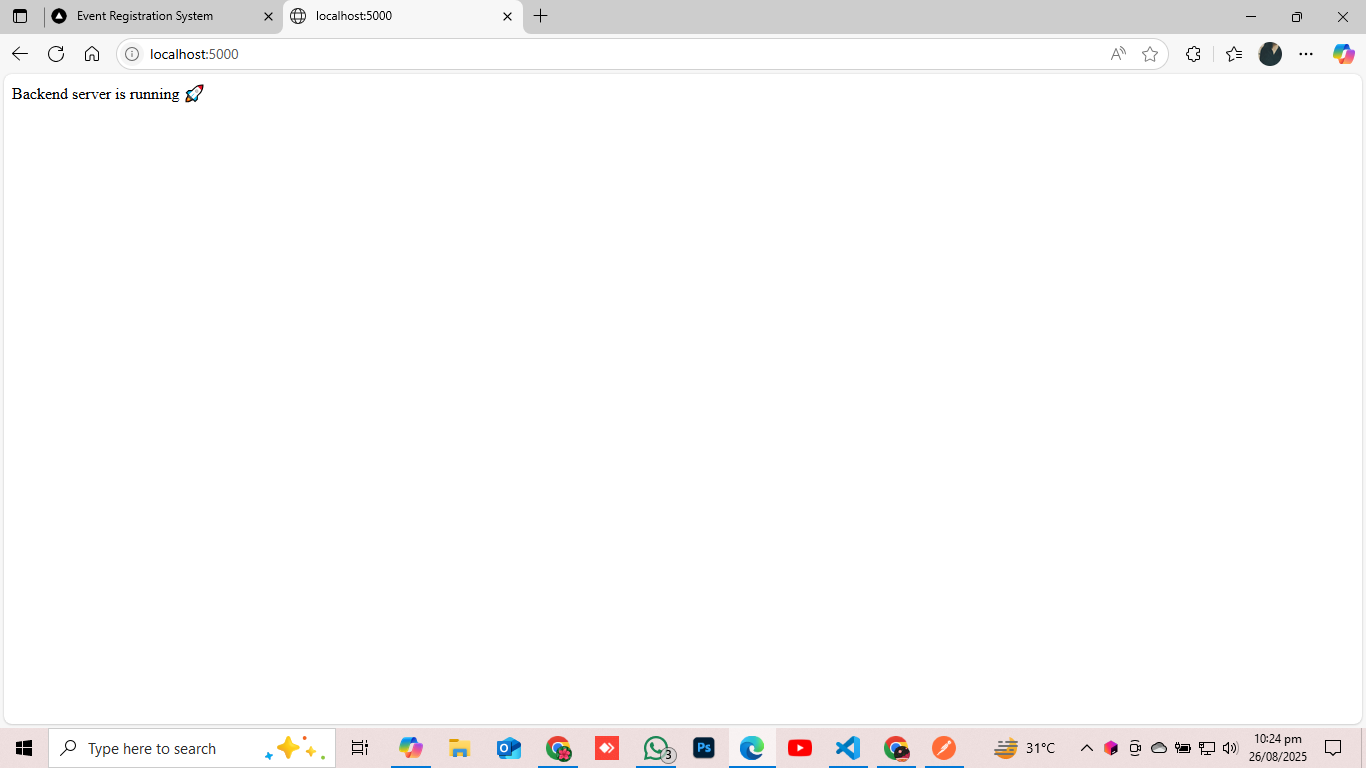 Event Registration System
localhost:5000
localhost:5000
Backend server is running 🚀
Type here to search
3
Ps
31°C
10:24 pm
26/08/2025